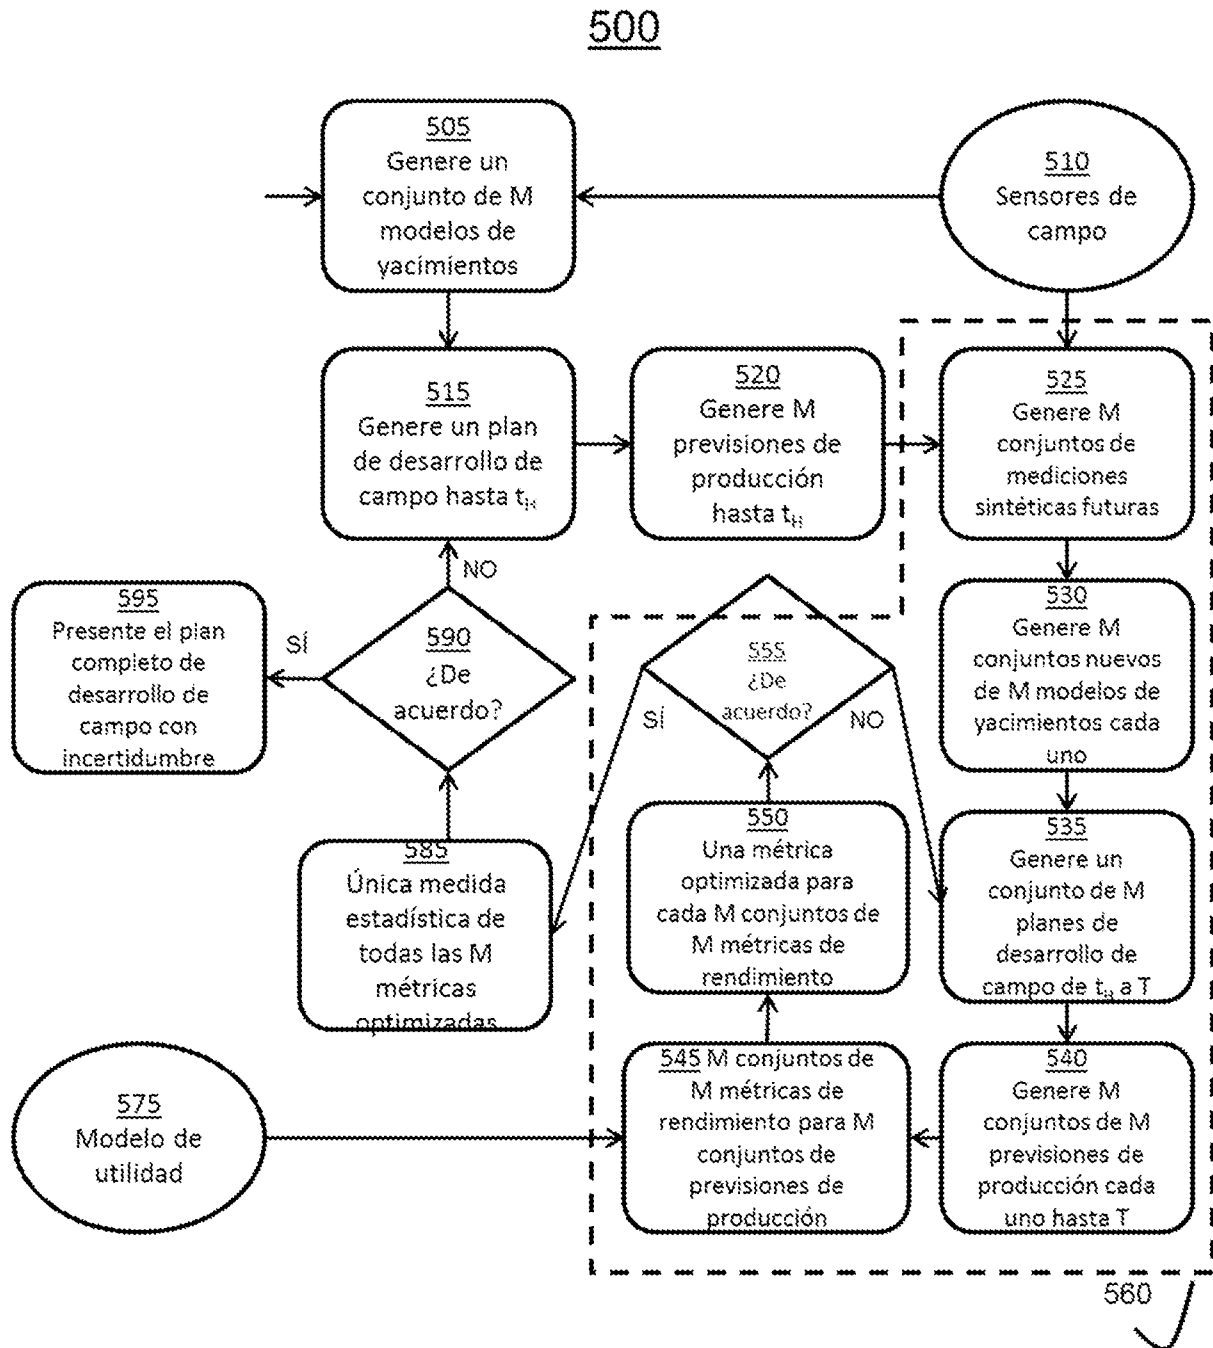 500
505
Genere un
conjunto de M
modelos de
yacimientos
510
Sensores de
campo
515
Genere un plan
de desarrollo de
campo hasta tH
520
Genere M
previsiones de
producción
hasta tH
525
Genere M
conjuntos de
mediciones
sintéticas futuras
530
Genere M
conjuntos nuevos
de M modelos de
yacimientos cada
uno
535
Genere un
conjunto de M
planes de
desarrollo de
campo de tH a T
540
Genere M
conjuntos de M
previsiones de
producción cada
uno hasta T
545 M conjuntos de
M métricas de
rendimiento para M
conjuntos de
previsiones de
producción
550
Una métrica
optimizada para
cada M conjuntos de
M métricas de
rendimiento
555
¿De
acuerdo?
SÍ
NO
585
Única medida
estadística de
todas las M
métricas
optimizadas
590
¿De
acuerdo?
NO
SÍ
595
Presente el plan
completo de
desarrollo de
campo con
incertidumbre
575
Modelo de
utilidad
560